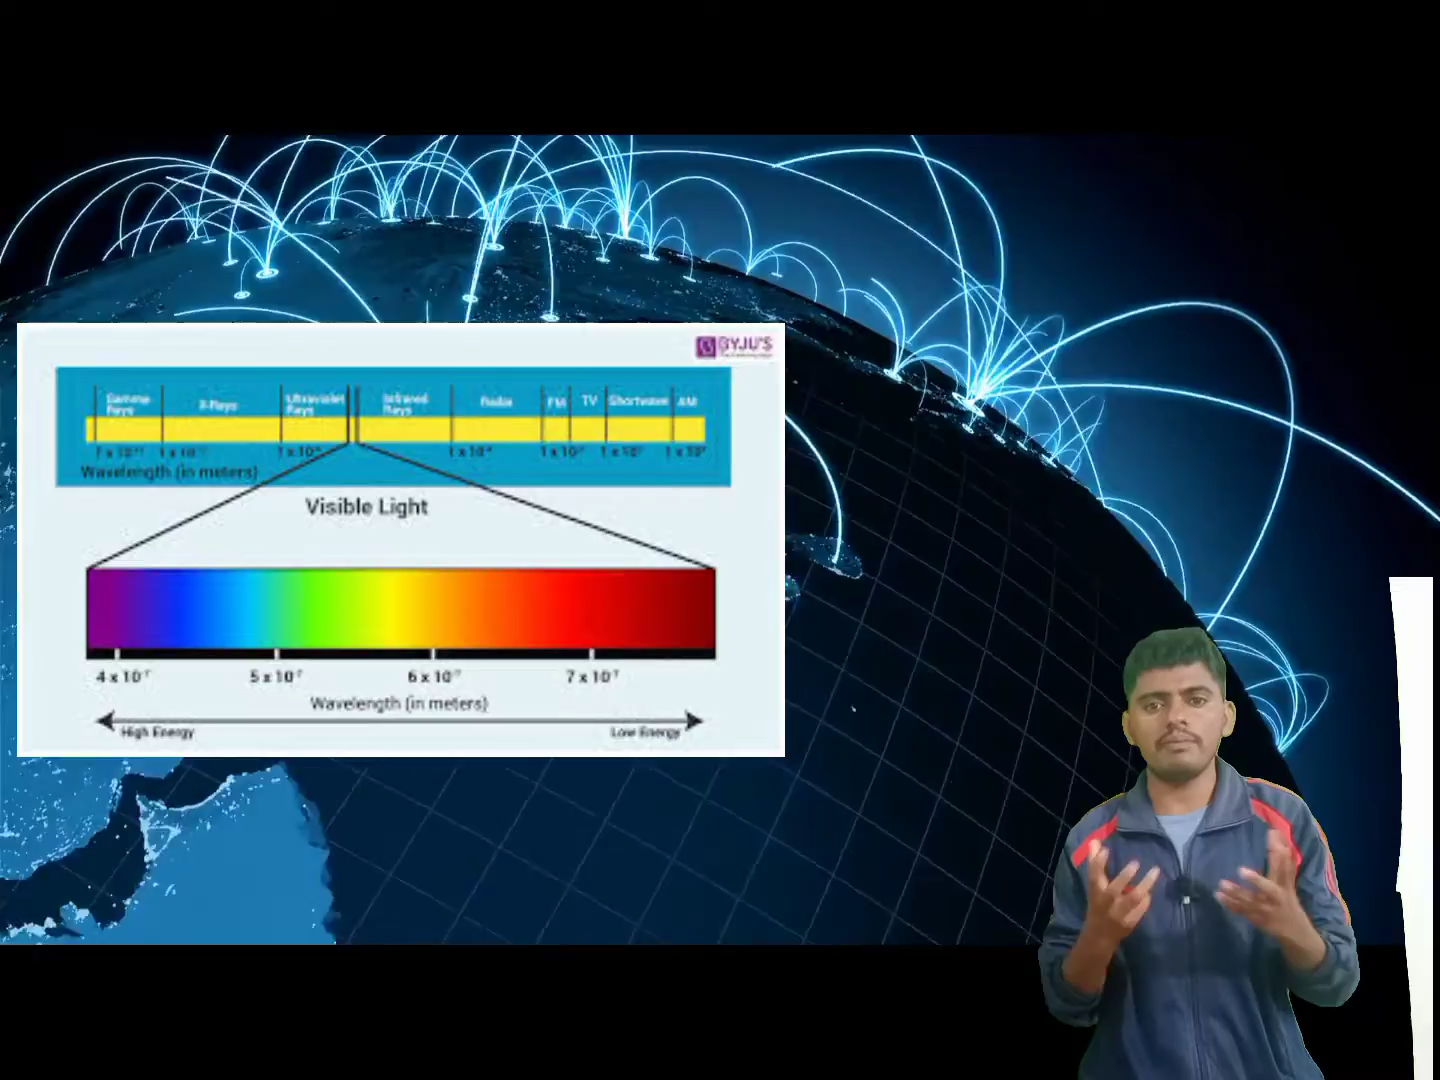 BYJU'S
Gamma Rays X-Rays Ultraviolet Rays Infrared Rays Radar FM TV Shortwave AM
Wavelength (in meters)
Visible Light
4 x 10⁻⁷ 5 x 10⁻⁷ 6 x 10⁻⁷ 7 x 10⁻⁷
Wavelength (in meters)
High Energy Low Energy